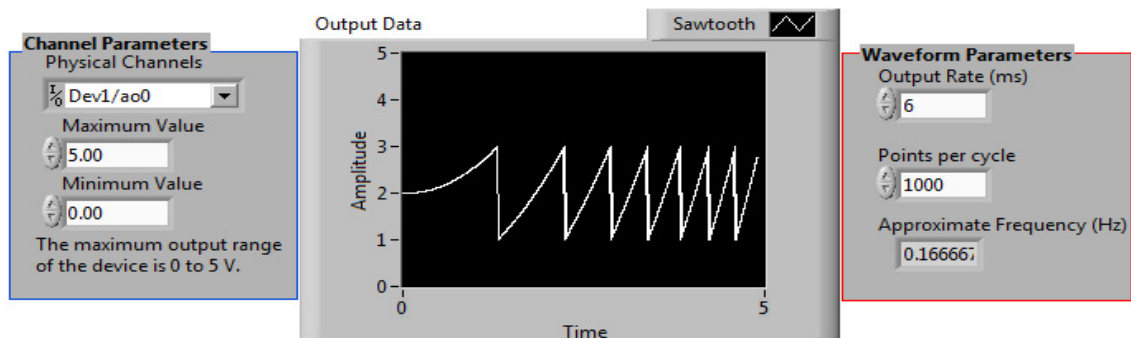 Channel Parameters
Physical Channels
I/O Dev1/ao0
Maximum Value
5.00
Minimum Value
0.00
The maximum output range
of the device is 0 to 5 V.
Output Data
Sawtooth
Amplitude
5
4
3
2
1
0
0 5
Time
Waveform Parameters
Output Rate (ms)
6
Points per cycle
1000
Approximate Frequency (Hz)
0.166667